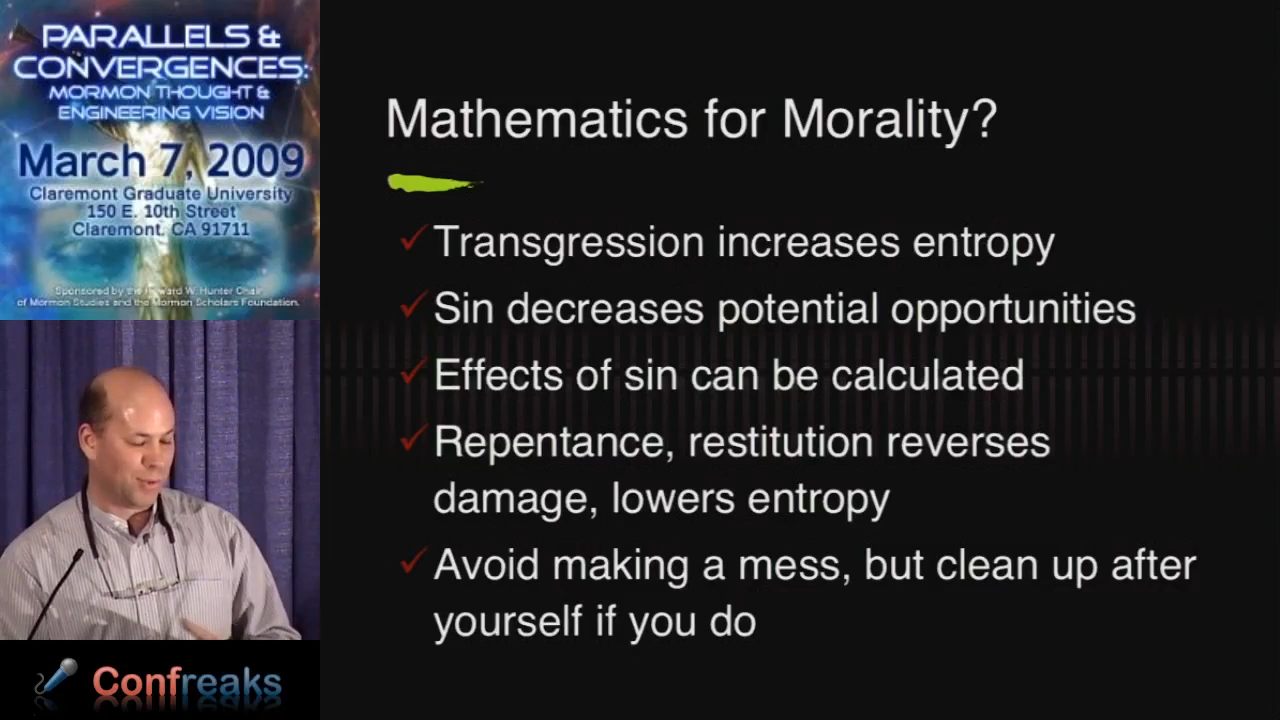 PARALLELS &
CONVERGENCES:
MORMON THOUGHT &
ENGINEERING VISION
March 7, 2009
Claremont Graduate University
150 E. 10th Street
Claremont, CA 91711
Sponsored by the Howard W. Hunter Chair
of Mormon Studies and the Mormon Scholars Foundation.
Confreaks
Mathematics for Morality?
Transgression increases entropy
Sin decreases potential opportunities
Effects of sin can be calculated
Repentance, restitution reverses
damage, lowers entropy
Avoid making a mess, but clean up after
yourself if you do